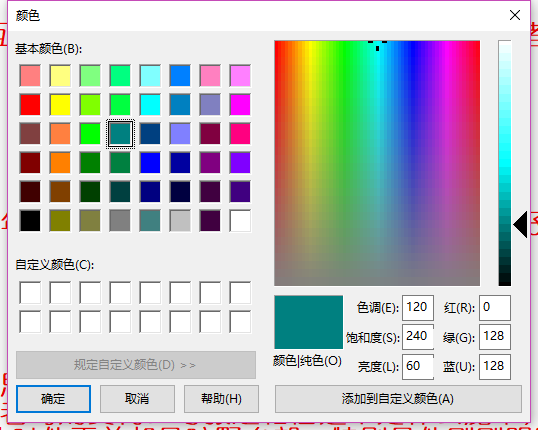 颜色
基本颜色(B):
自定义颜色(C):
规定自定义颜色(D) >>
确定
取消
帮助(H)
颜色|纯色(O)
色调(E): 120 红(R): 0
饱和度(S): 240 绿(G): 128
亮度(L): 60 蓝(U): 128
添加到自定义颜色(A)